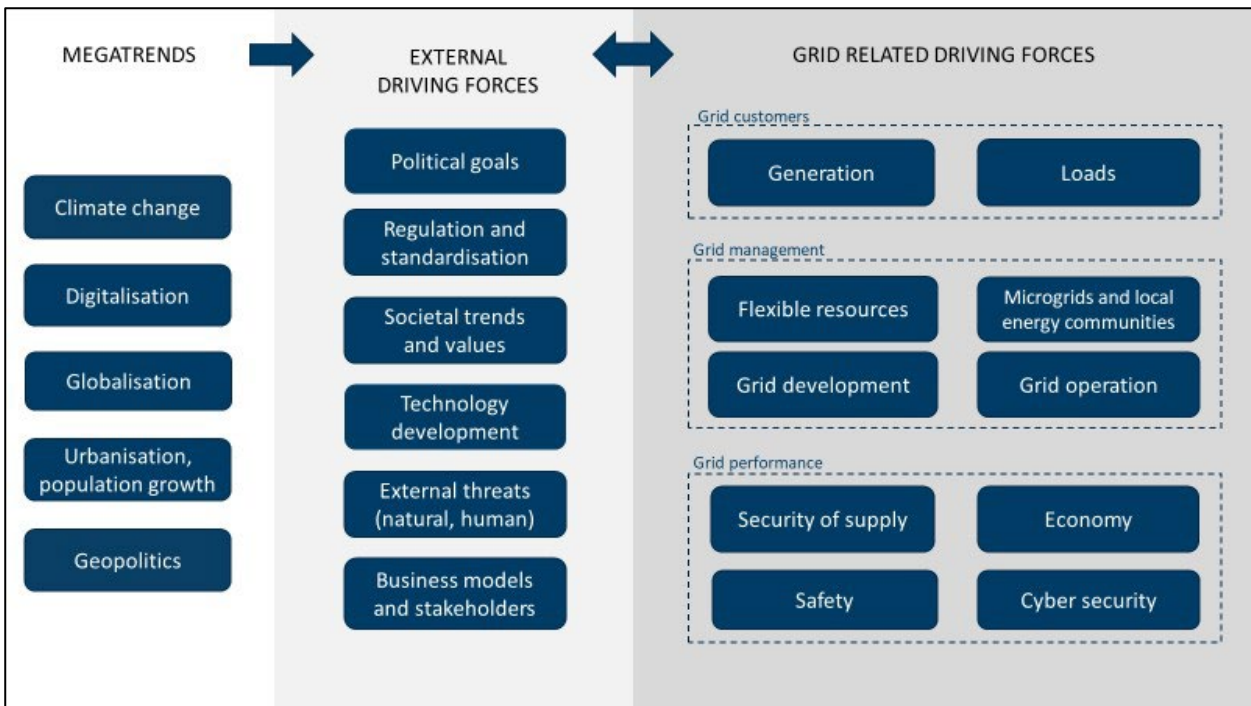 MEGATRENDS
Climate change
Digitalisation
Globalisation
Urbanisation,
population growth
Geopolitics
EXTERNAL
DRIVING FORCES
Political goals
Regulation and
standardisation
Societal trends
and values
Technology
development
External threats
(natural, human)
Business models
and stakeholders
GRID RELATED DRIVING FORCES
Grid customers
Generation
Loads
Grid management
Flexible resources
Microgrids and local
energy communities
Grid development
Grid operation
Grid performance
Security of supply
Economy
Safety
Cyber security